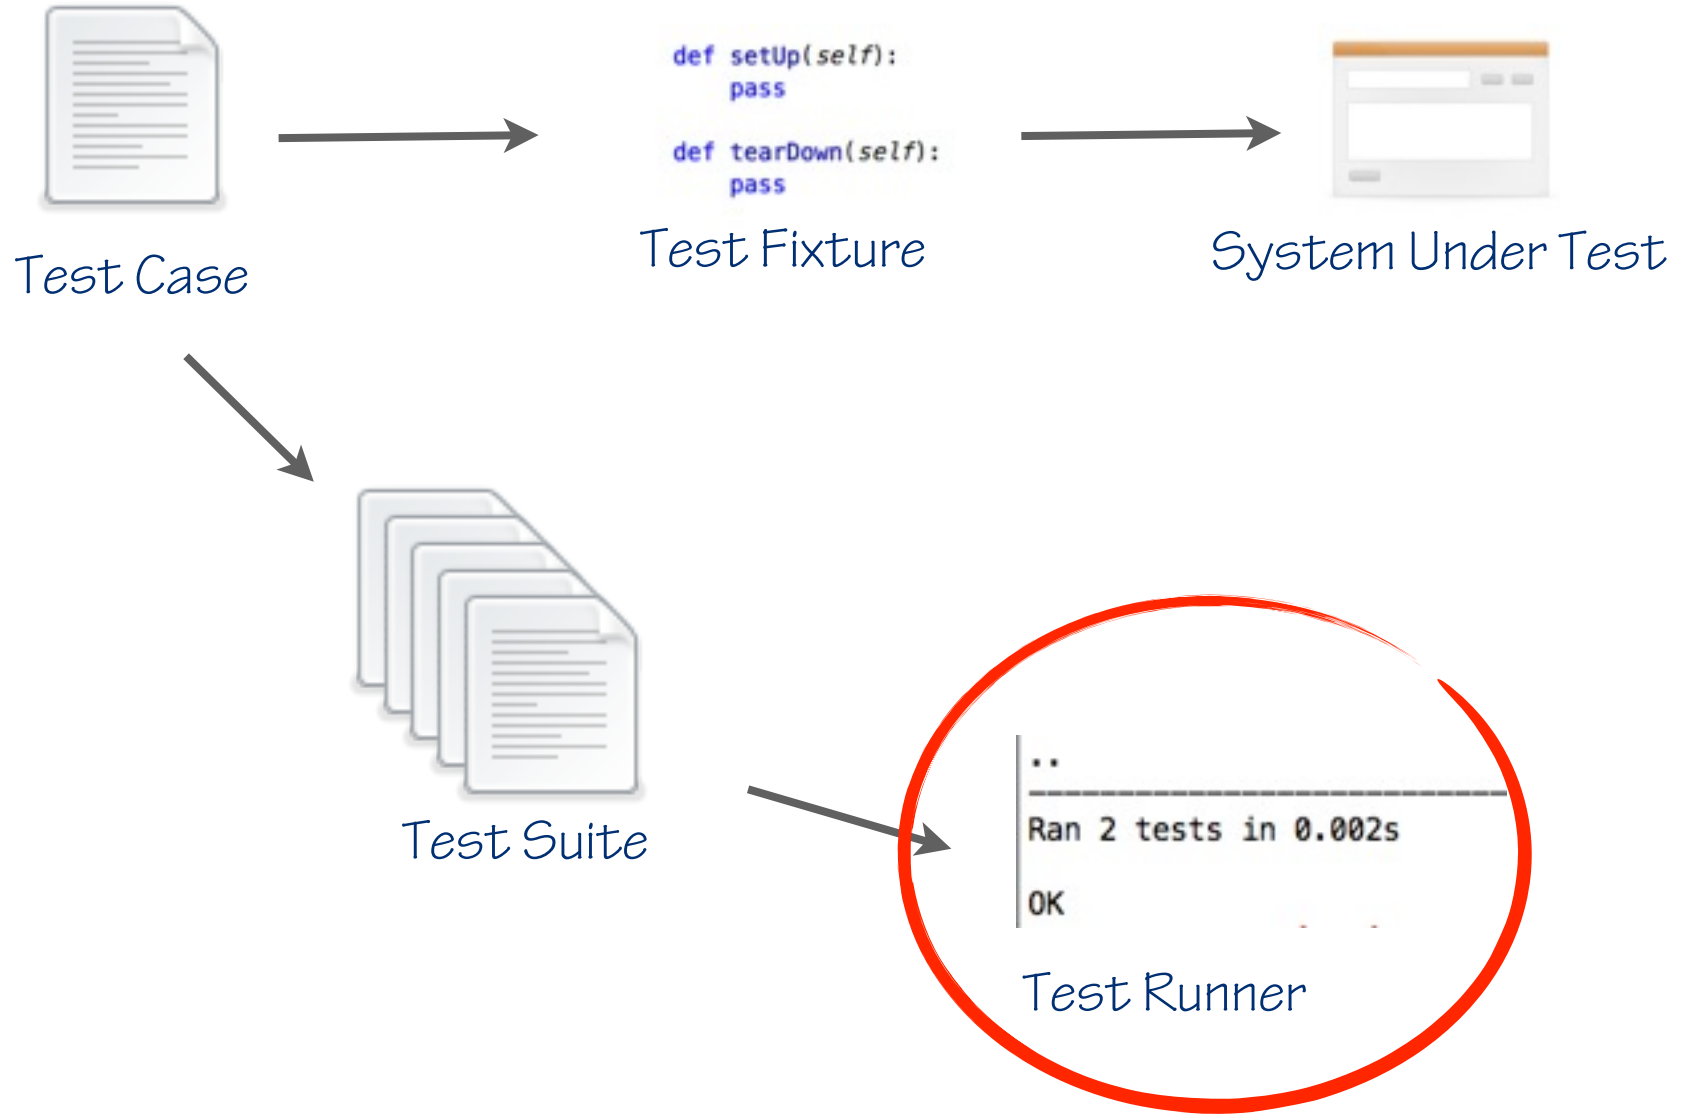 def setUp(self):
    pass
def tearDown(self):
    pass
Test Case
Test Fixture
System Under Test
Test Suite
..
---------------------------
Ran 2 tests in 0.002s
OK
Test Runner